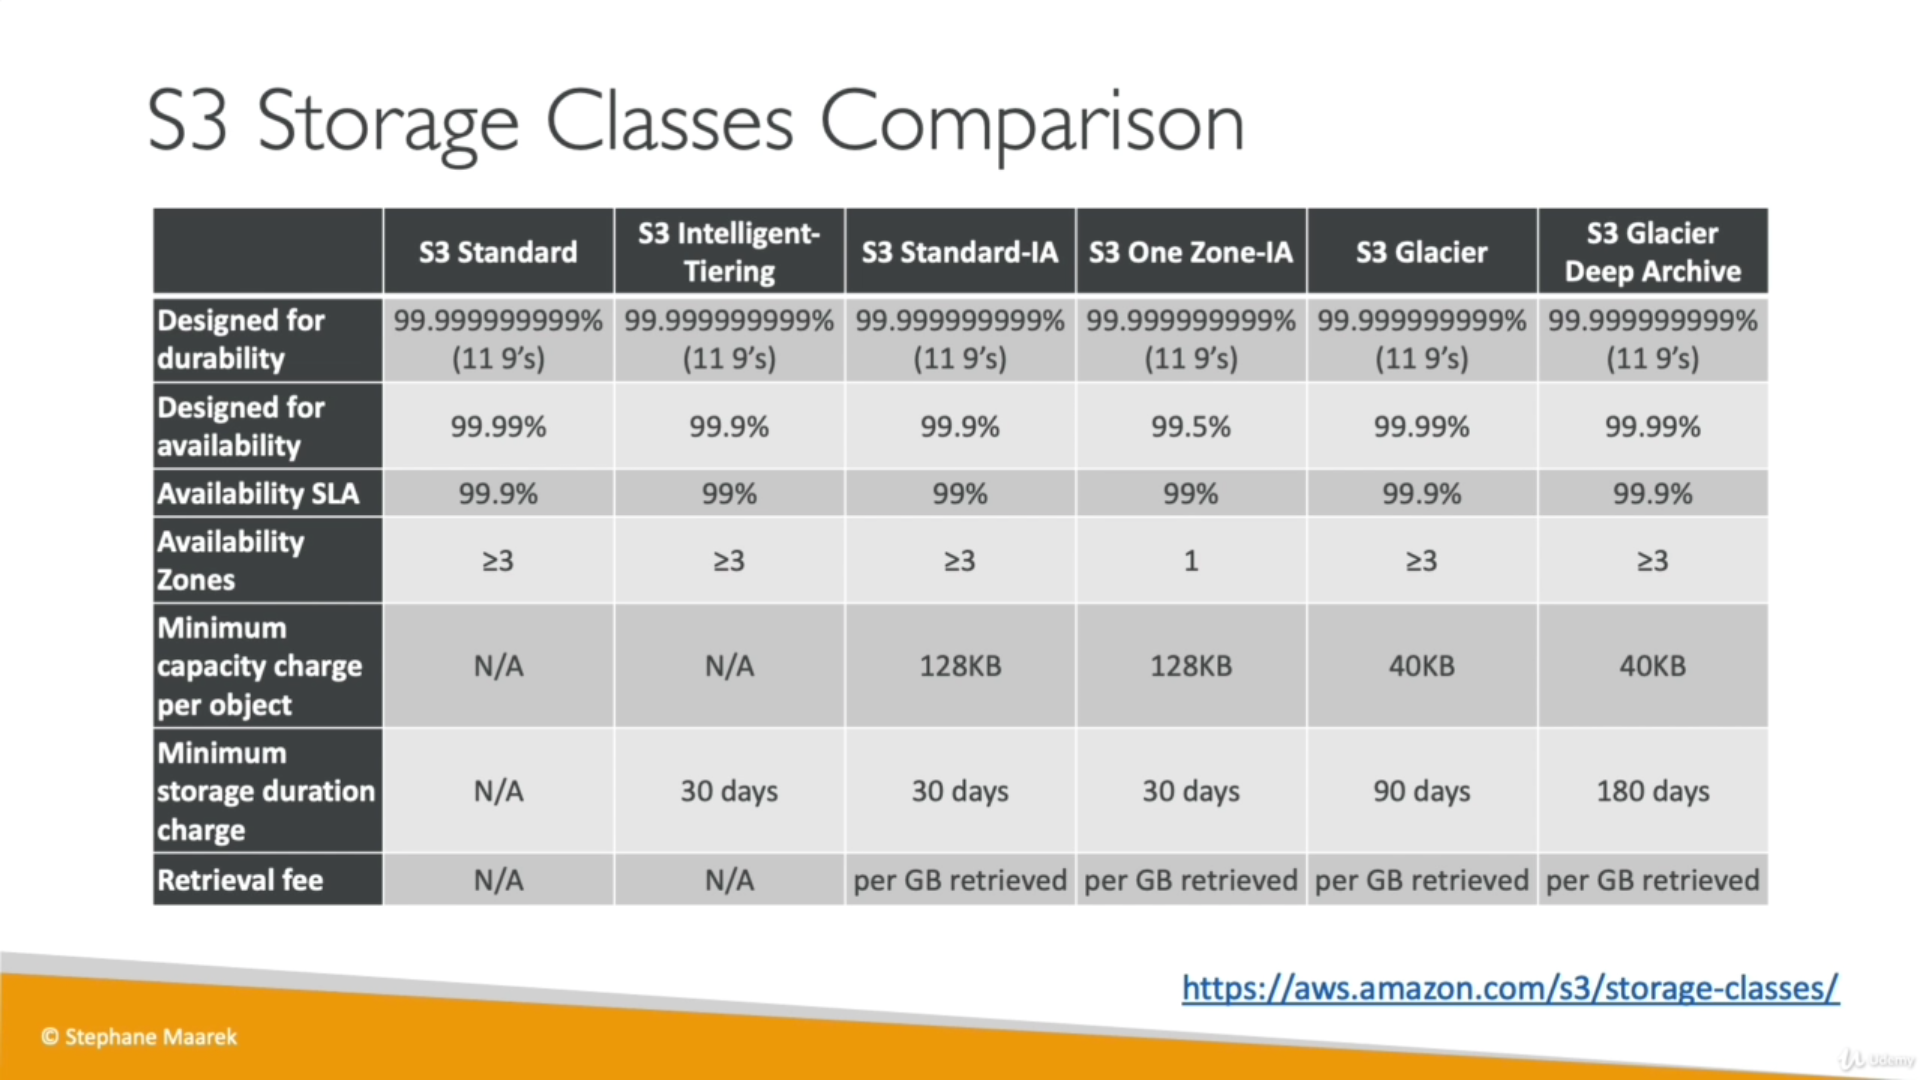 S3 Storage Classes Comparison
S3 Standard
S3 Intelligent-
Tiering
S3 Standard-IA
S3 One Zone-IA
S3 Glacier
S3 Glacier
Deep Archive
Designed for
durability
99.999999999%
(11 9’s)
99.999999999%
(11 9’s)
99.999999999%
(11 9’s)
99.999999999%
(11 9’s)
99.999999999%
(11 9’s)
99.999999999%
(11 9’s)
Designed for
availability
99.99%
99.9%
99.9%
99.5%
99.99%
99.99%
Availability SLA
99.9%
99%
99%
99%
99.9%
99.9%
Availability
Zones
≥3
≥3
≥3
1
≥3
≥3
Minimum
capacity charge
per object
N/A
N/A
128KB
128KB
40KB
40KB
Minimum
storage duration
charge
N/A
30 days
30 days
30 days
90 days
180 days
Retrieval fee
N/A
N/A
per GB retrieved
per GB retrieved
per GB retrieved
per GB retrieved
https://aws.amazon.com/s3/storage-classes/
© Stephane Maarek
Udemy